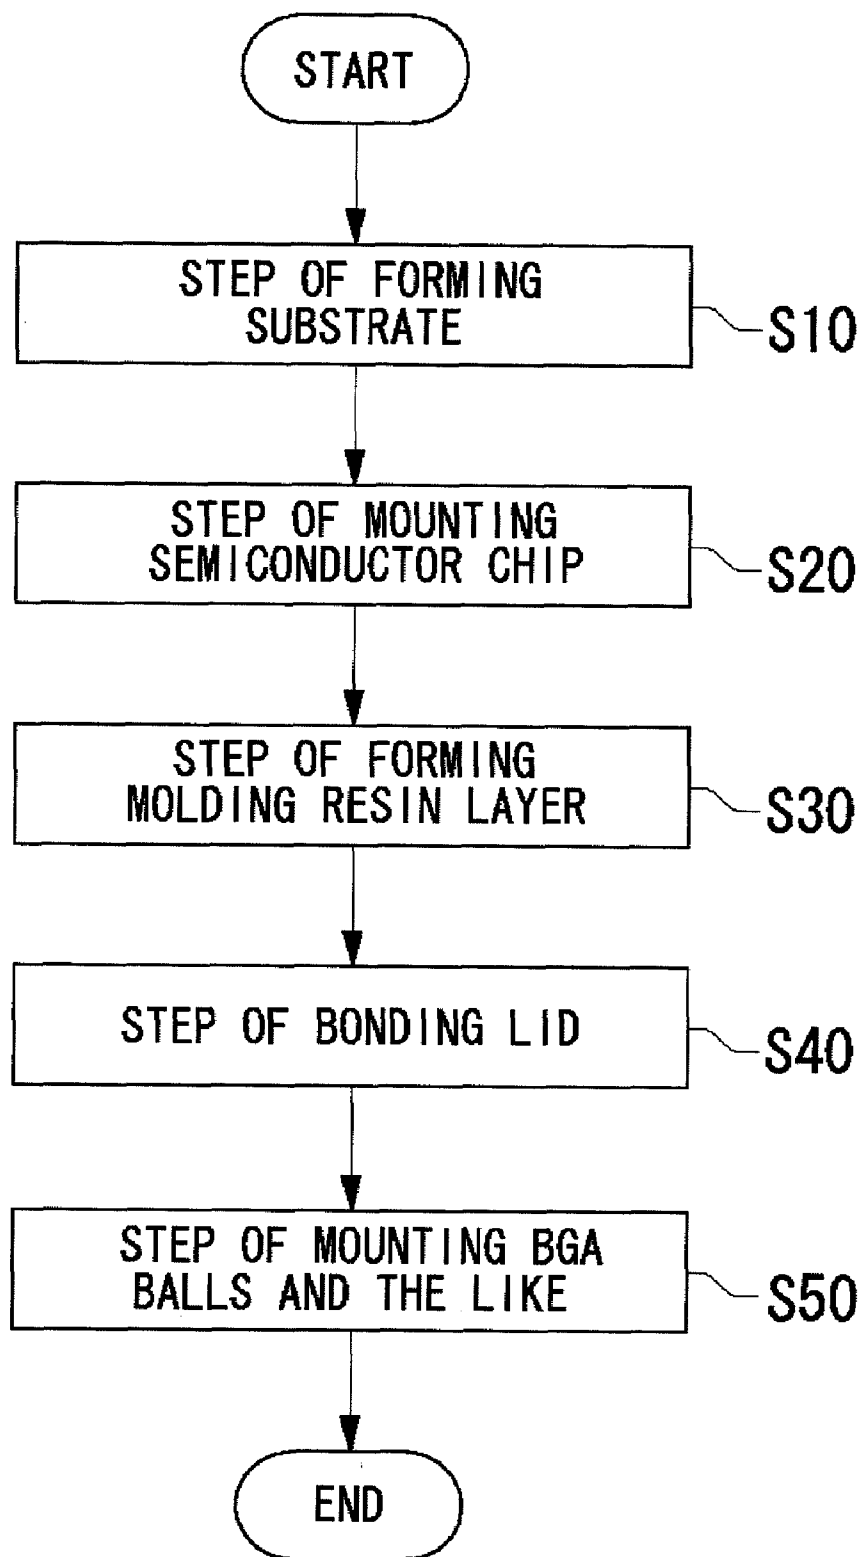 START
STEP OF FORMING
SUBSTRATE
S10
STEP OF MOUNTING
SEMICONDUCTOR CHIP
S20
STEP OF FORMING
MOLDING RESIN LAYER
S30
STEP OF BONDING LID
S40
STEP OF MOUNTING BGA
BALLS AND THE LIKE
S50
END